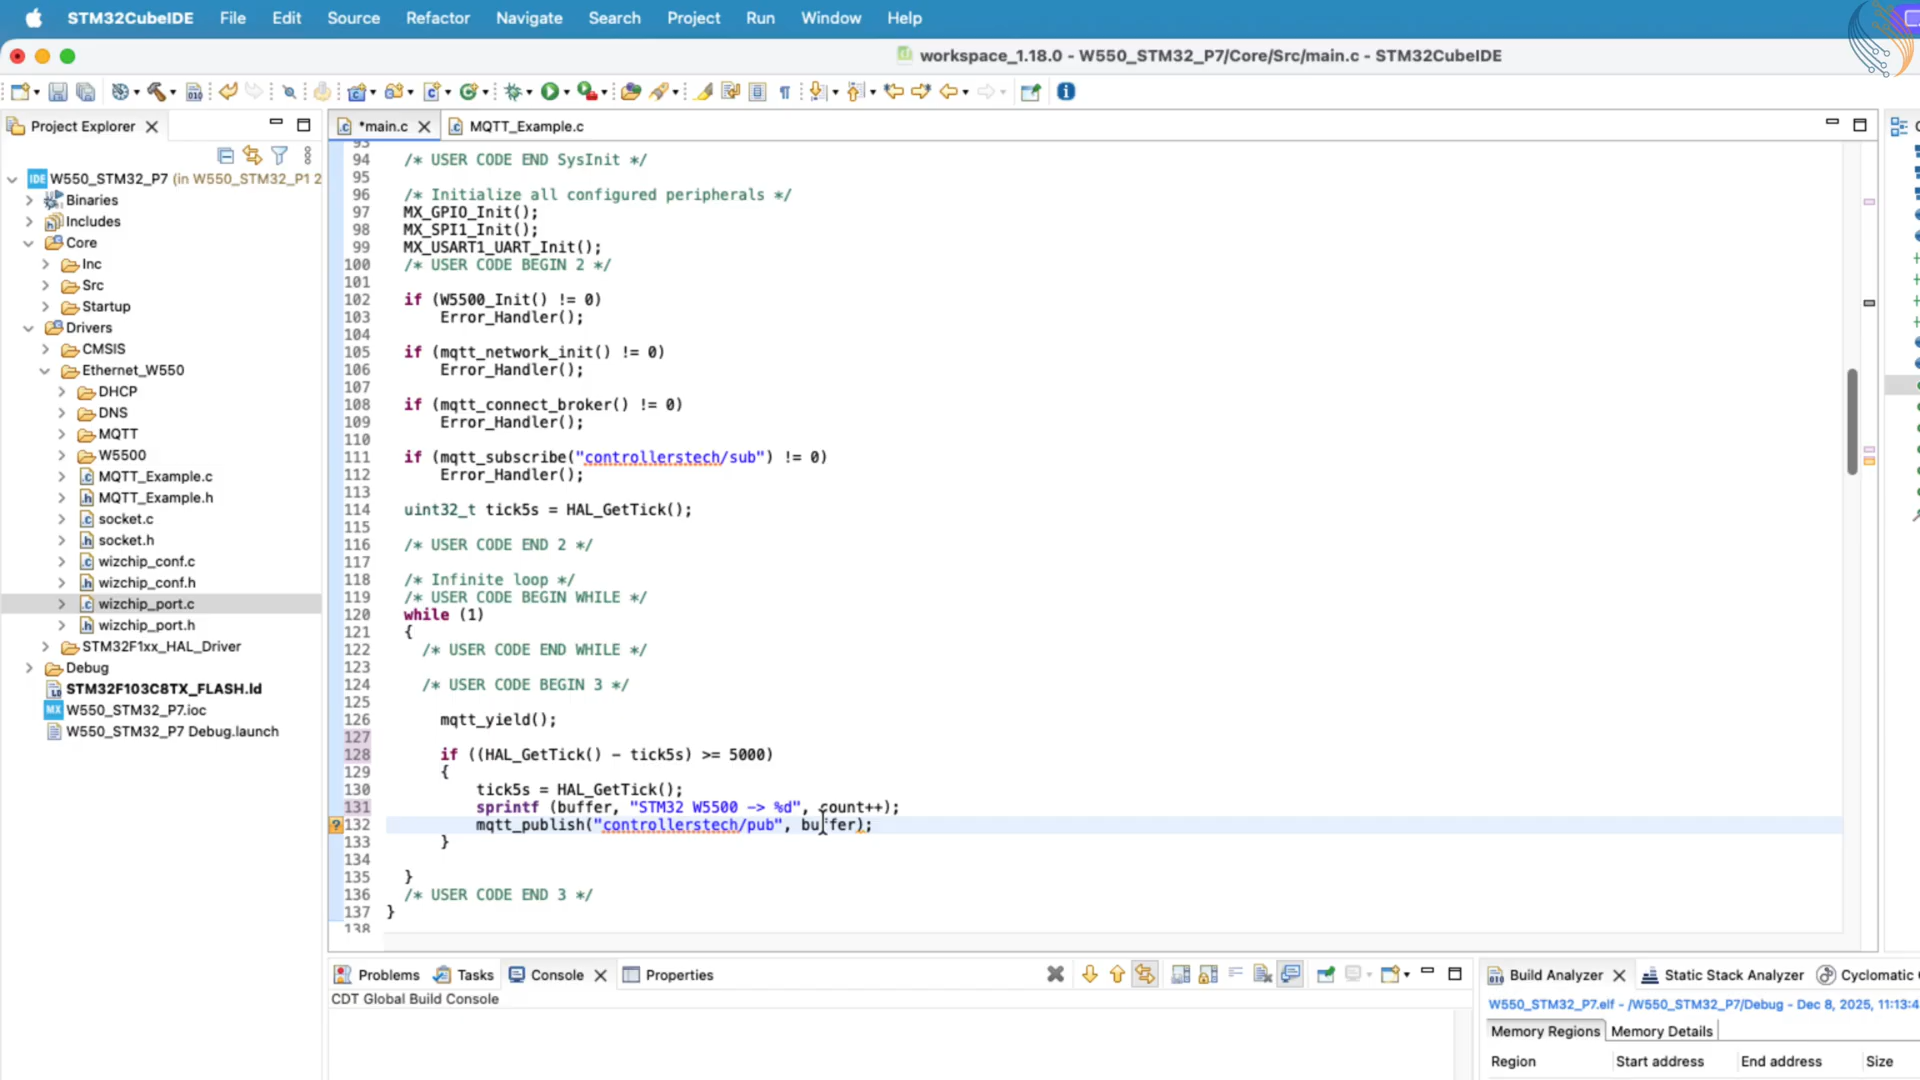 STM32CubeIDE File Edit Source Refactor Navigate Search Project Run Window Help
workspace_1.18.0 - W550_STM32_P7/Core/Src/main.c - STM32CubeIDE
Project Explorer
W550_STM32_P7 (in W550_STM32_P1 2
Binaries
Includes
Core
Inc
Src
Startup
Drivers
CMSIS
Ethernet_W550
DHCP
DNS
MQTT
W5500
MQTT_Example.c
MQTT_Example.h
socket.c
socket.h
wizchip_conf.c
wizchip_conf.h
wizchip_port.c
wizchip_port.h
STM32F1xx_HAL_Driver
Debug
STM32F103C8TX_FLASH.ld
W550_STM32_P7.ioc
W550_STM32_P7 Debug.launch
*main.c MQTT_Example.c
93
94 /* USER CODE END SysInit */
95
96 /* Initialize all configured peripherals */
97 MX_GPIO_Init();
98 MX_SPI1_Init();
99 MX_USART1_UART_Init();
100 /* USER CODE BEGIN 2 */
101
102 if (W5500_Init() != 0)
103 Error_Handler();
104
105 if (mqtt_network_init() != 0)
106 Error_Handler();
107
108 if (mqtt_connect_broker() != 0)
109 Error_Handler();
110
111 if (mqtt_subscribe("controllerstech/sub") != 0)
112 Error_Handler();
113
114 uint32_t tick5s = HAL_GetTick();
115
116 /* USER CODE END 2 */
117
118 /* Infinite loop */
119 /* USER CODE BEGIN WHILE */
120 while (1)
121 {
122 /* USER CODE END WHILE */
123
124 /* USER CODE BEGIN 3 */
125
126 mqtt_yield();
127
128 if ((HAL_GetTick() - tick5s) >= 5000)
129 {
130 tick5s = HAL_GetTick();
131 sprintf (buffer, "STM32 W5500 -> %d", count++);
132 mqtt_publish("controllerstech/pub", buffer);
133 }
134
135 }
136 /* USER CODE END 3 */
137 }
138
Problems Tasks Console Properties
CDT Global Build Console
Build Analyzer Static Stack Analyzer Cyclomatic
W550_STM32_P7.elf - /W550_STM32_P7/Debug - Dec 8, 2025, 11:13:4
Memory Regions Memory Details
Region Start address End address Size